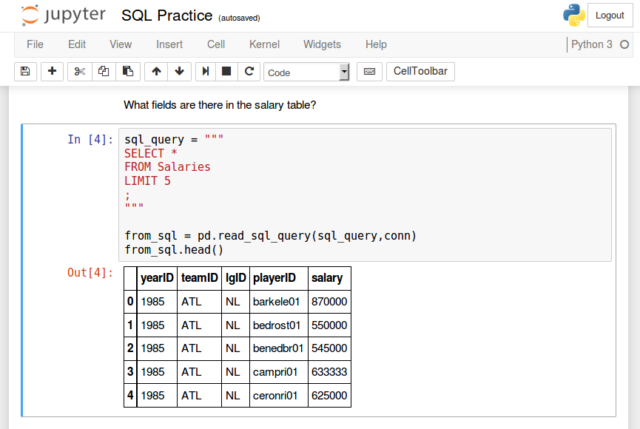 jupyter SQL Practice (autosaved) Logout
File Edit View Insert Cell Kernel Widgets Help Python 3
Code CellToolbar
What fields are there in the salary table?
In [4]: sql_query = """
SELECT *
FROM Salaries
LIMIT 5
;
"""
from_sql = pd.read_sql_query(sql_query,conn)
from_sql.head()
Out[4]:
yearID teamID lgID playerID salary
0 1985 ATL NL barkele01 870000
1 1985 ATL NL bedrost01 550000
2 1985 ATL NL benedbr01 545000
3 1985 ATL NL campri01 633333
4 1985 ATL NL ceronri01 625000